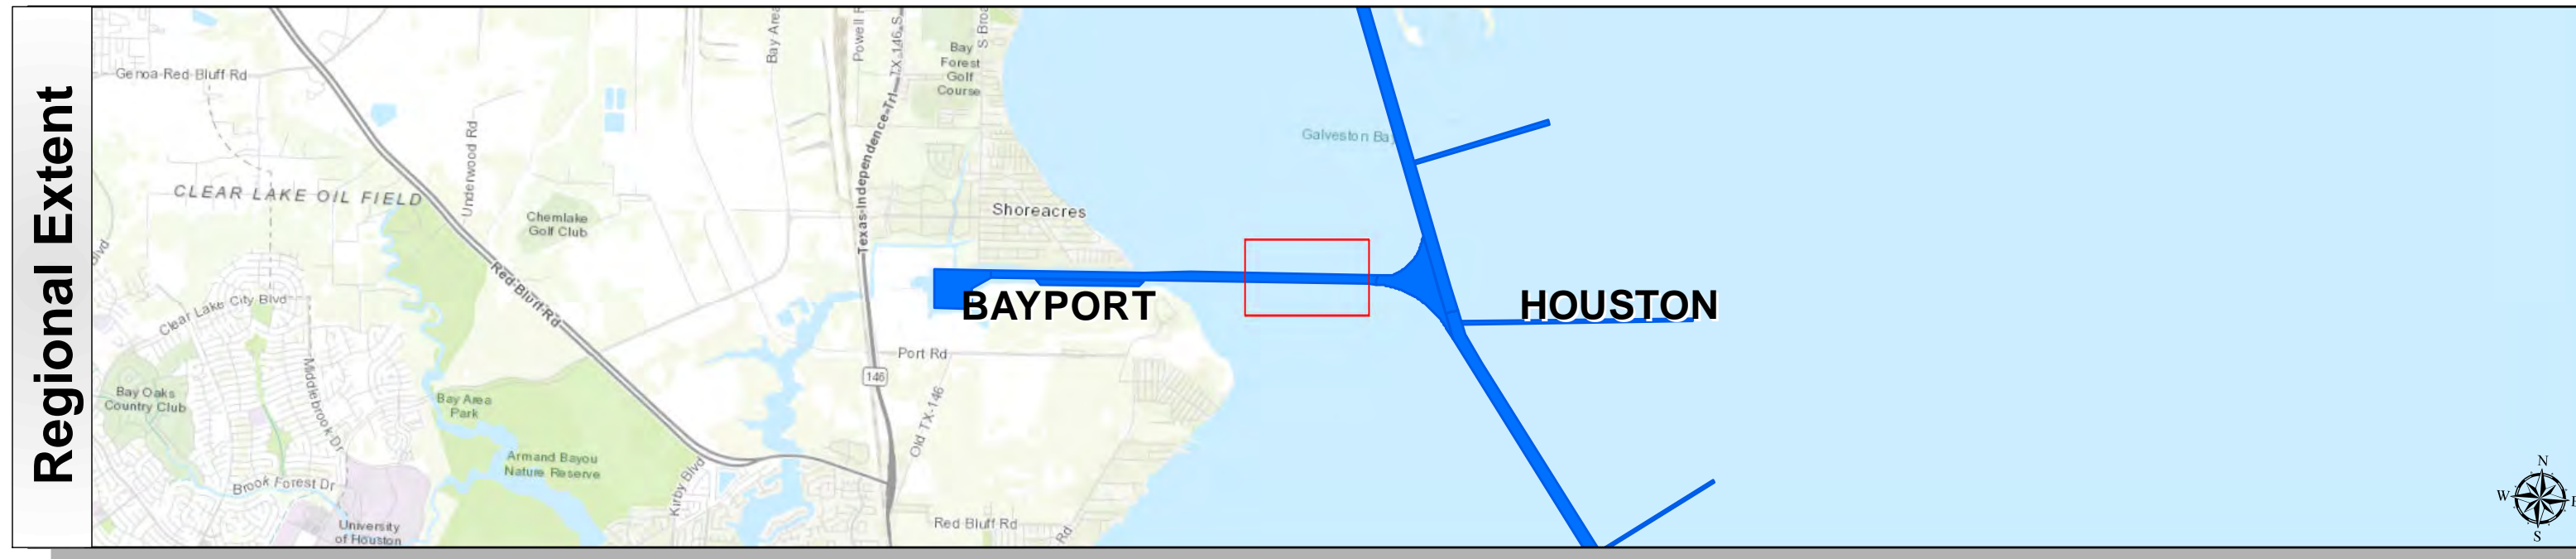 Regional Extent
Genoa-Red-Bluff Rd
CLEAR LAKE OIL FIELD
Underwood Rd
Chemlake
Golf Club
Red-Bluff-Rd
Clear Lake City Blvd
Middlebrook Dr
Bay Oaks
Country Club
Brook Forest Dr
University
of Houston
Bay Area
Park
Armand Bayou
Nature Reserve
Kirby Blvd
Bay Area
Powell
TX 146 S
Texas-Independence-Trl
Bay
Forest
Golf
Course
S Broa
Shoreacres
BAYPORT
Port Rd
146
Old TX-146
Red Bluff Rd
Rd
Galveston Bay
HOUSTON
N
W
E
S